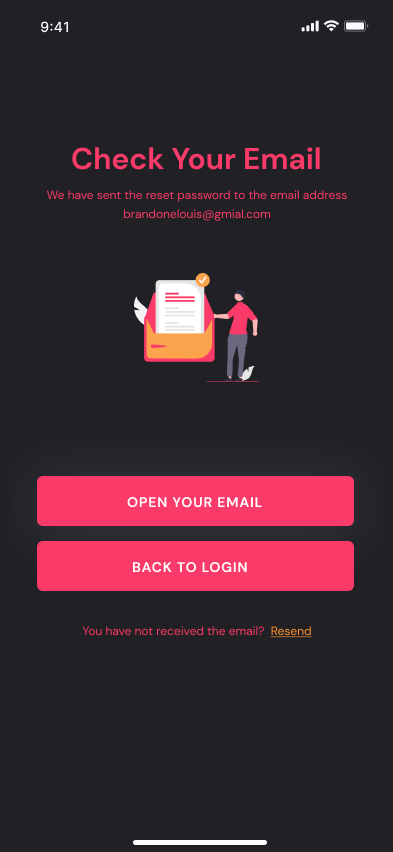 9:41
Check Your Email
We have sent the reset password to the email address
brandonelouis@gmial.com
OPEN YOUR EMAIL
BACK TO LOGIN
You have not received the email? Resend